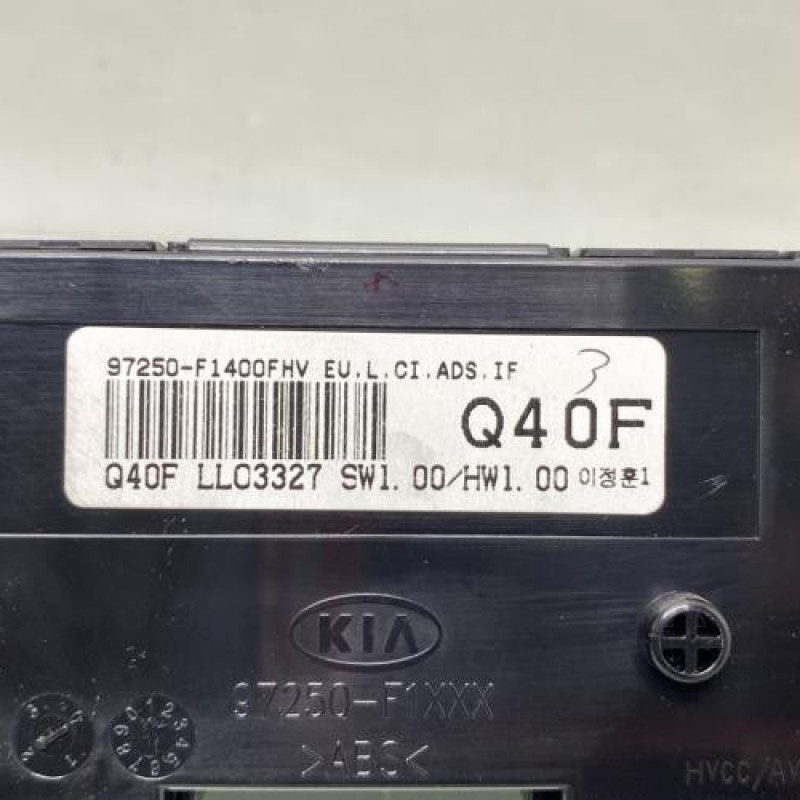 97250-F1400FHV EU.L.CI.ADS.IF
3
Q40F
Q40F LL03327 SW1.00/HW1.00 이정훈1
KIA
97250-F1XXX
>ABS<
HVCC/AV